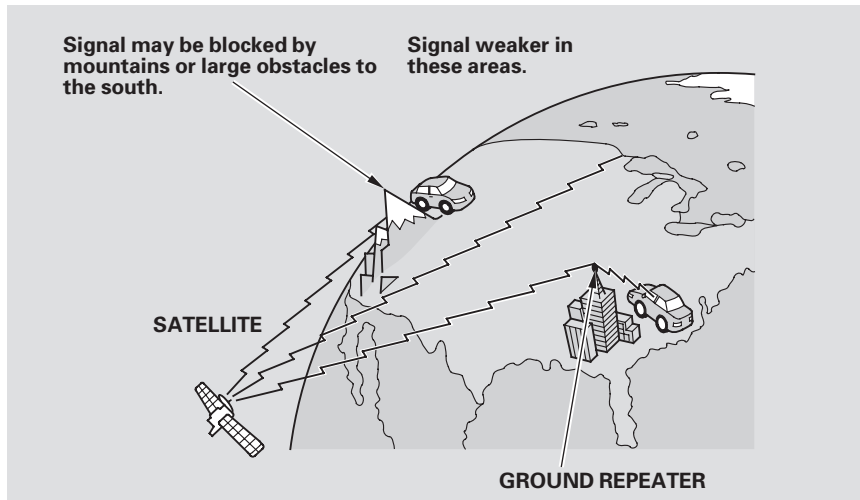 Signal may be blocked by
mountains or large obstacles to
the south.
Signal weaker in
these areas.
SATELLITE
GROUND REPEATER